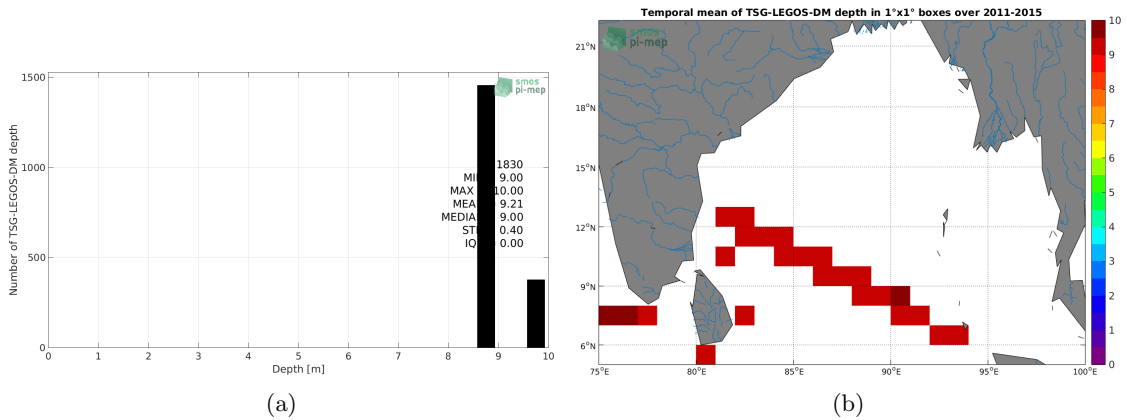 Temporal mean of TSG-LEGOS-DM depth in 1°x1° boxes over 2011-2015
smos
pi-mep
1830
9.00
MAX 10.00
9.21
MEDIAN 9.00
0.40
0.00
Number of TSG-LEGOS-DM depth
0
500
1000
1500
0 1 2 3 4 5 6 7 8 9 10
Depth [m]
(a)
smos
pi-mep
21°N
18°N
15°N
12°N
9°N
6°N
75°E 80°E 85°E 90°E 95°E 100°E
10
9
8
7
6
5
4
3
2
1
0
(b)